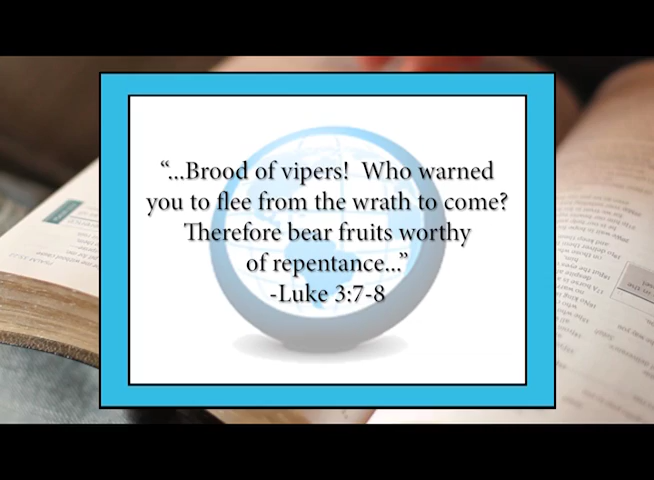 “...Brood of vipers!  Who warned
you to flee from the wrath to come?
Therefore bear fruits worthy
of repentance...”
-Luke 3:7-8